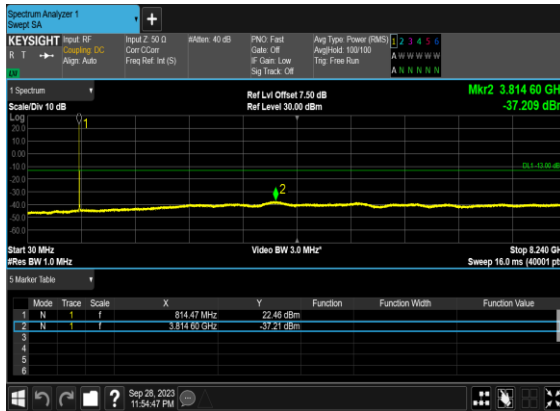 Spectrum Analyzer 1
Swept SA
+
KEYSIGHT
R T
Input: RF
Coupling: DC
Align: Auto
Input Z: 50 Ω
Corr CCorr
Freq Ref: Int (S)
#Atten: 40 dB
PNO: Fast
Gate: Off
IF Gain: Low
Sig Track: Off
Avg Type: Power (RMS)
Avg|Hold: 100/100
Trig: Free Run
1 2 3 4 5 6
A W W W W W
A N N N N N
1 Spectrum
Scale/Div 10 dB
Ref Lvl Offset 7.50 dB
Ref Level 30.00 dBm
Mkr2 3.814 60 GHz
-37.209 dBm
Log
1
20.0
10.0
0.00
-10.0
DL1 -13.00 dB
-20.0
-30.0
2
-40.0
-50.0
-60.0
Start 30 MHz
#Res BW 1.0 MHz
Video BW 3.0 MHz*
Stop 8.240 GH
Sweep 16.0 ms (40001 pt
5 Marker Table
Mode Trace Scale X Y Function Function Width Function Value
1 N 1 f 814.47 MHz 22.46 dBm
2 N 1 f 3.814 60 GHz -37.21 dBm
3
4
5
6
?
Sep 28, 2023
11:54:47 PM